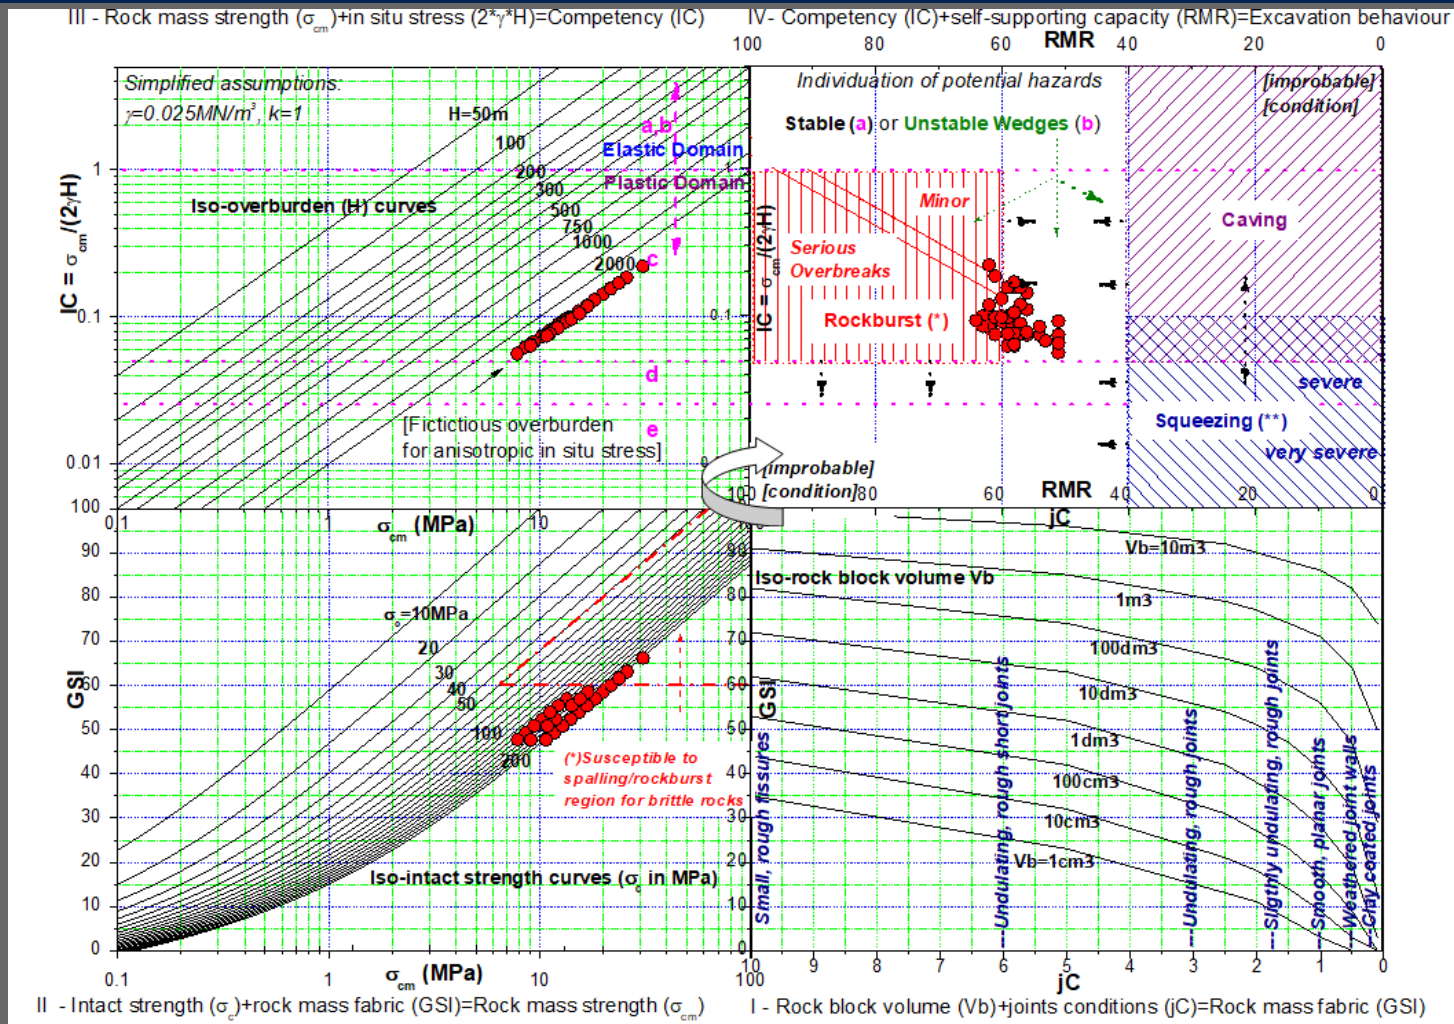 III - Rock mass strength (σcm)+in situ stress (2*γ*H)=Competency (IC)
IV- Competency (IC)+self-supporting capacity (RMR)=Excavation behaviour
100 80 60 RMR 40 20 0
Simplified assumptions:
γ=0.025MN/m³, k=1
H=50m
100
200
300
500
750
1000
2000
a,b
Elastic Domain
Plastic Domain
Iso-overburden (H) curves
c
d
e
[Fictictious overburden
for anisotropic in situ stress]
IC = σcm/(2γH)
1
0.1
0.01
0.1 1 10
σcm (MPa)
Individuation of potential hazards
[improbable]
[condition]
Stable (a) or Unstable Wedges (b)
1
0.1
IC = σcm/(2γH)
Minor
Serious
Overbreaks
Rockburst (*)
Caving
severe
Squeezing (**)
very severe
[improbable]
[condition]
100 80 60 RMR 40 20 0
jC
100
90
80
70
60
50
40
30
20
10
0
GSI
σc=10MPa
20
30
40
50
100
200
(*)Susceptible to
spalling/rockburst
region for brittle rocks
Iso-intact strength curves (σc in MPa)
0.1 1 10 100
σcm (MPa)
90
80
70
60
50
40
30
20
10
GSI
Iso-rock block volume Vb
Vb=10m3
1m3
100dm3
10dm3
1dm3
100cm3
10cm3
Vb=1cm3
Small, rough fissures
---Undulating, rough short joints
---Undulating, rough joints
---Sligthly undulating, rough joints
---Smooth, planar joints
---Weathered joint walls
---Clay coated joints
9 8 7 6 5 4 3 2 1 0
jC
II - Intact strength (σc)+rock mass fabric (GSI)=Rock mass strength (σcm)
I - Rock block volume (Vb)+joints conditions (jC)=Rock mass fabric (GSI)